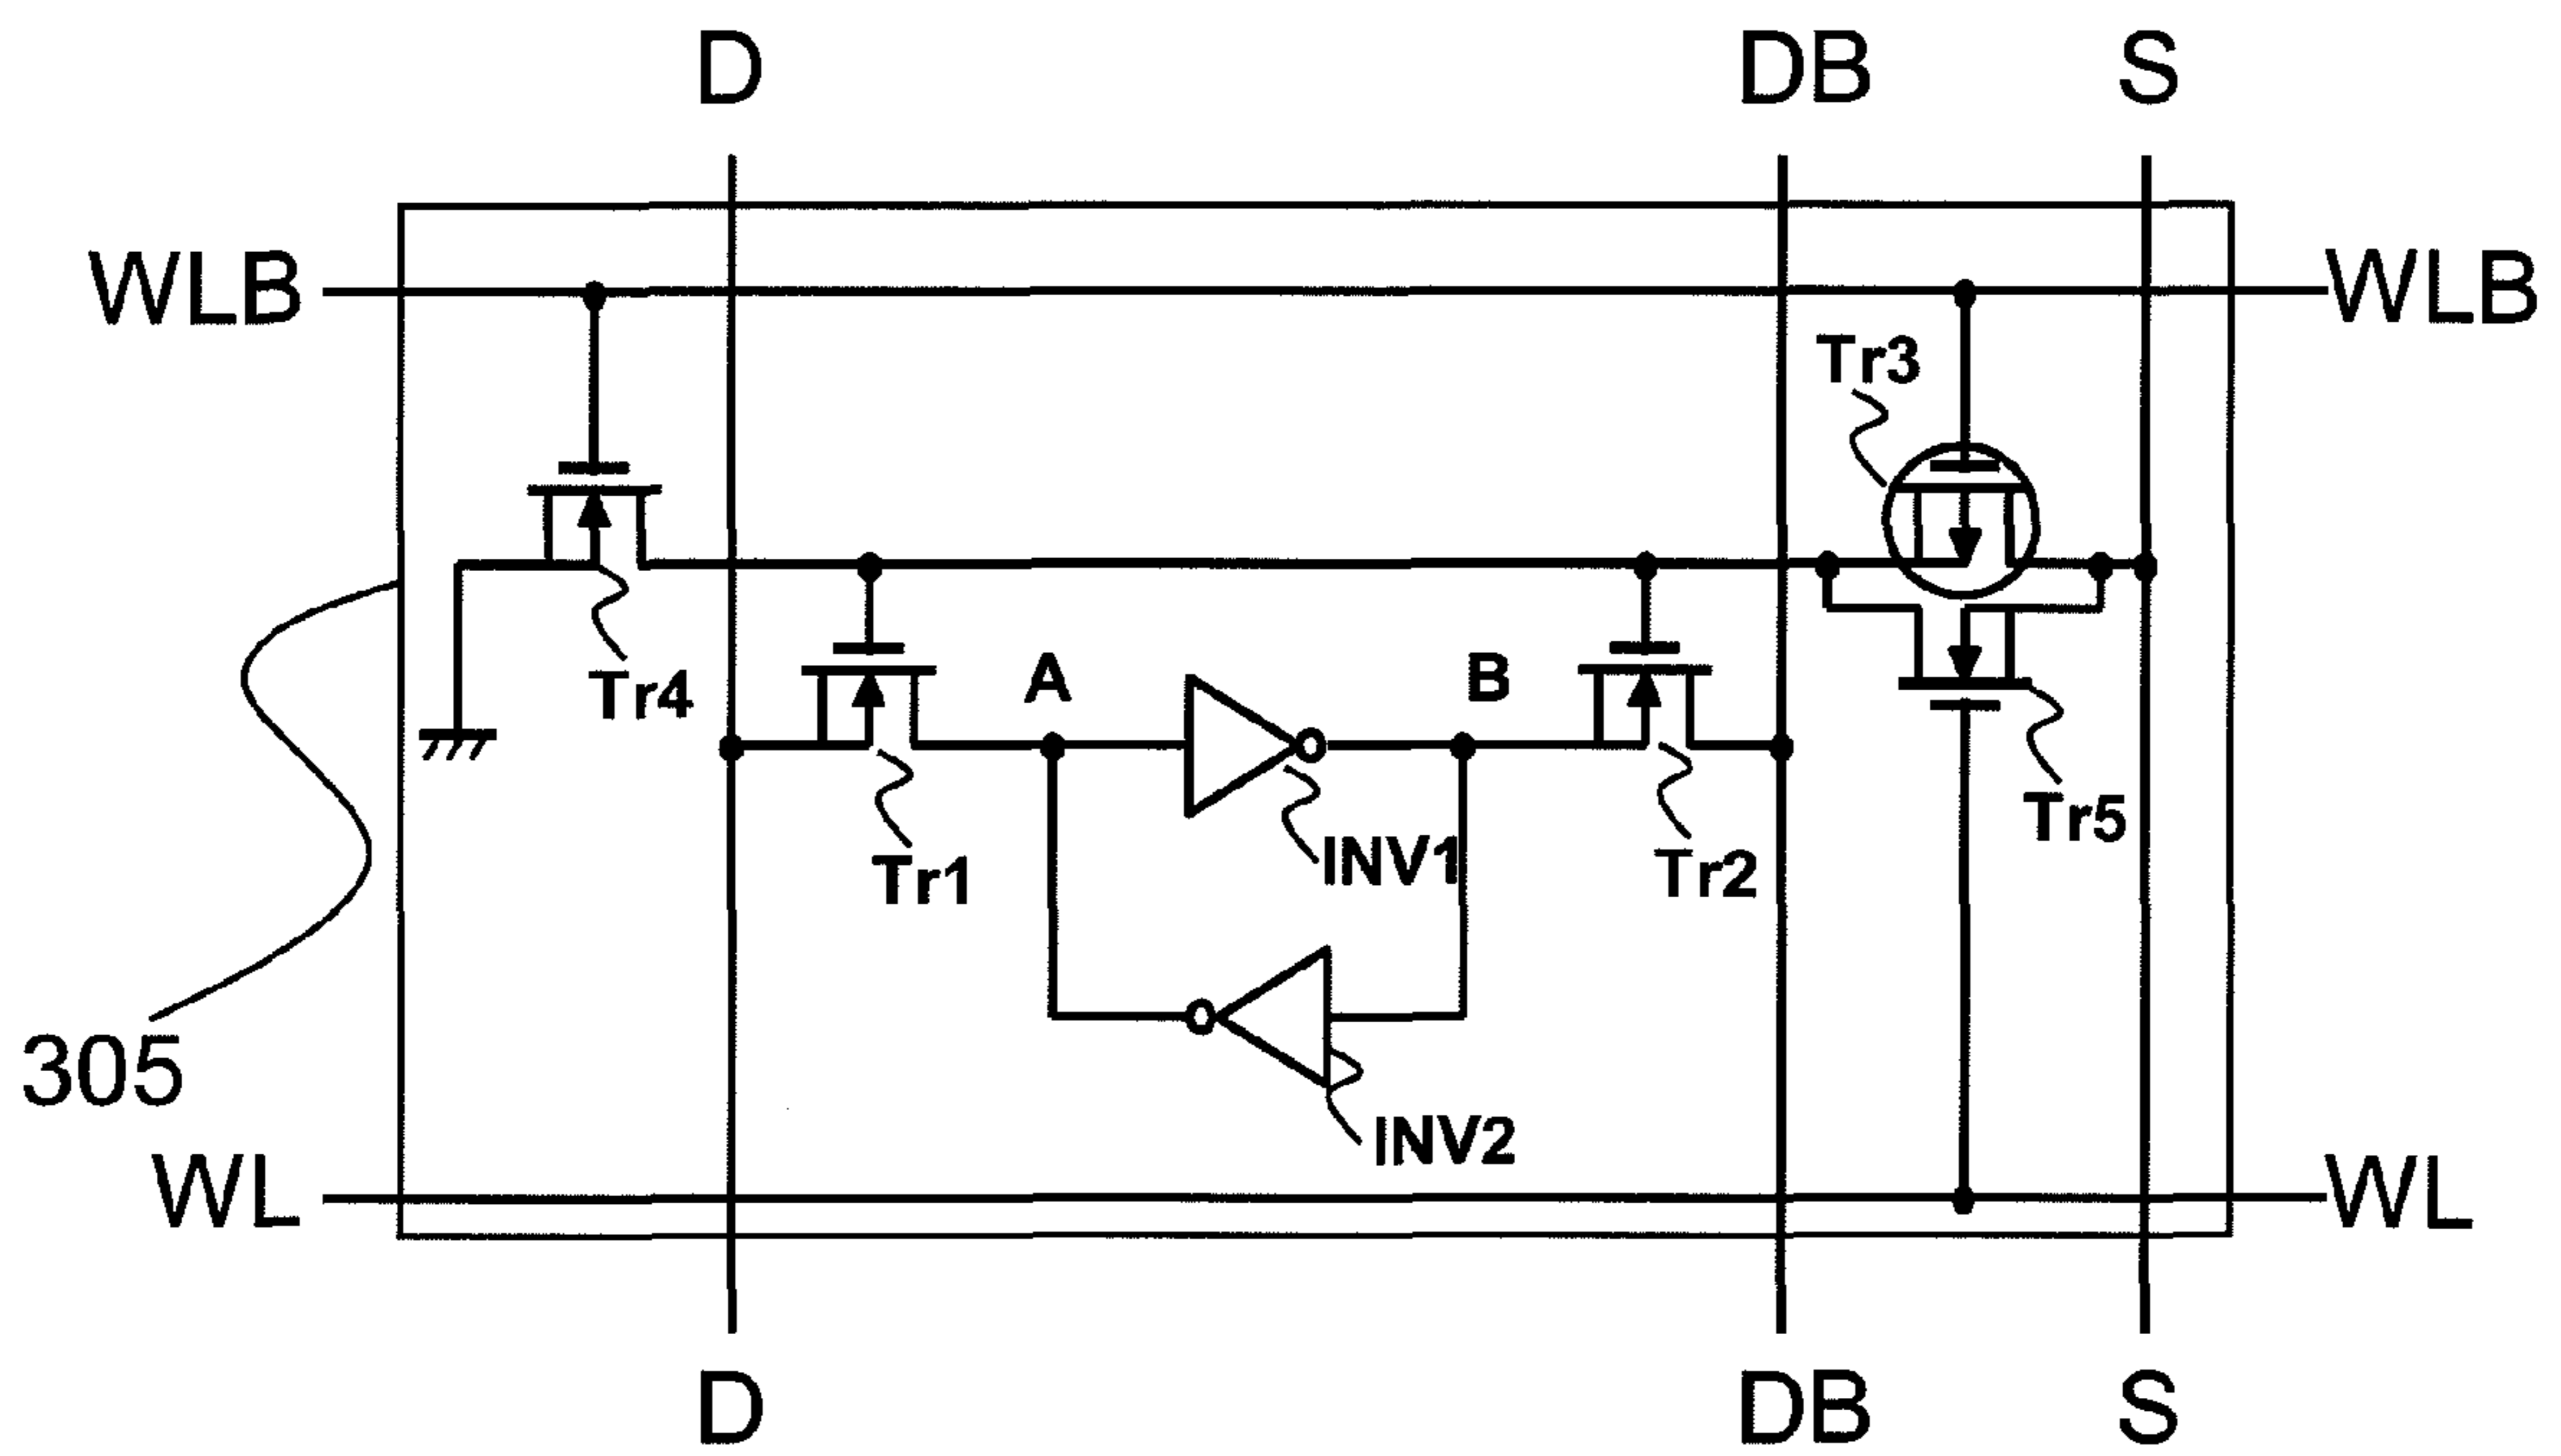 D DB S
WLB WLB
Tr3
Tr4 A B
Tr5
Tr1 INV1 Tr2
305
INV2
WL WL
D DB S